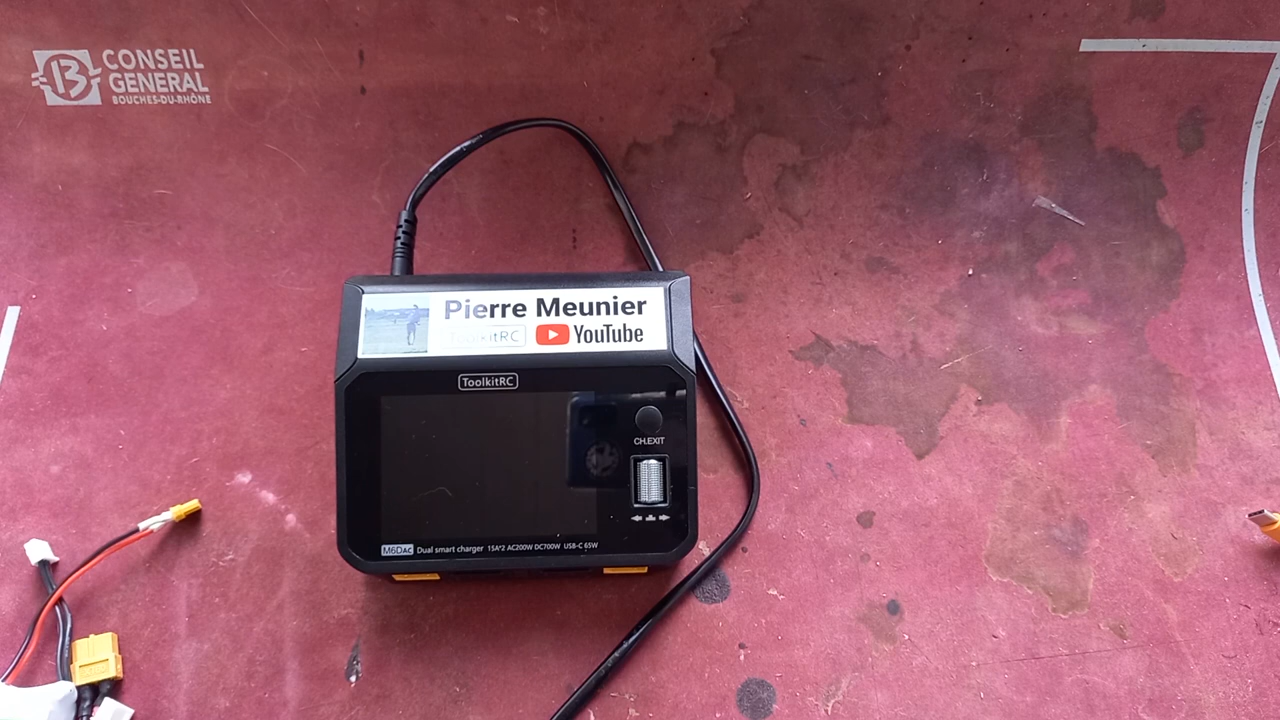 CONSEIL
GENERAL
BOUCHES-DU-RHÔNE
Pierre Meunier
ToolkitRC YouTube
ToolkitRC
CH.EXIT
M6DAC Dual smart charger 15A*2 AC200W DC700W USB-C 65W